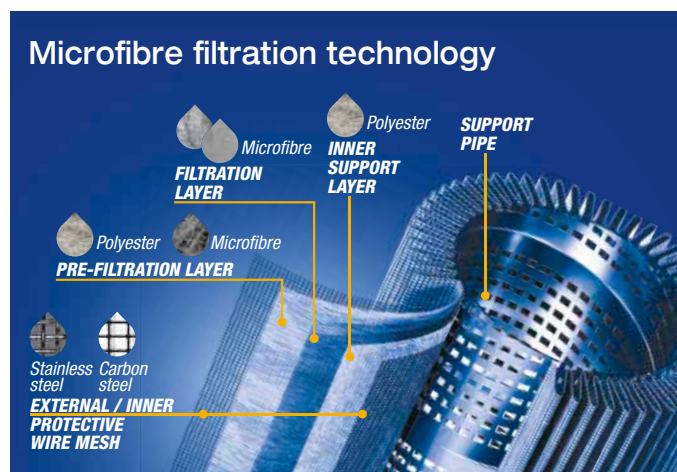 Microfibre filtration technology
Microfibre
FILTRATION
LAYER
Polyester
INNER
SUPPORT
LAYER
SUPPORT
PIPE
Polyester
Microfibre
PRE-FILTRATION LAYER
Stainless
steel
Carbon
steel
EXTERNAL / INNER
PROTECTIVE
WIRE MESH